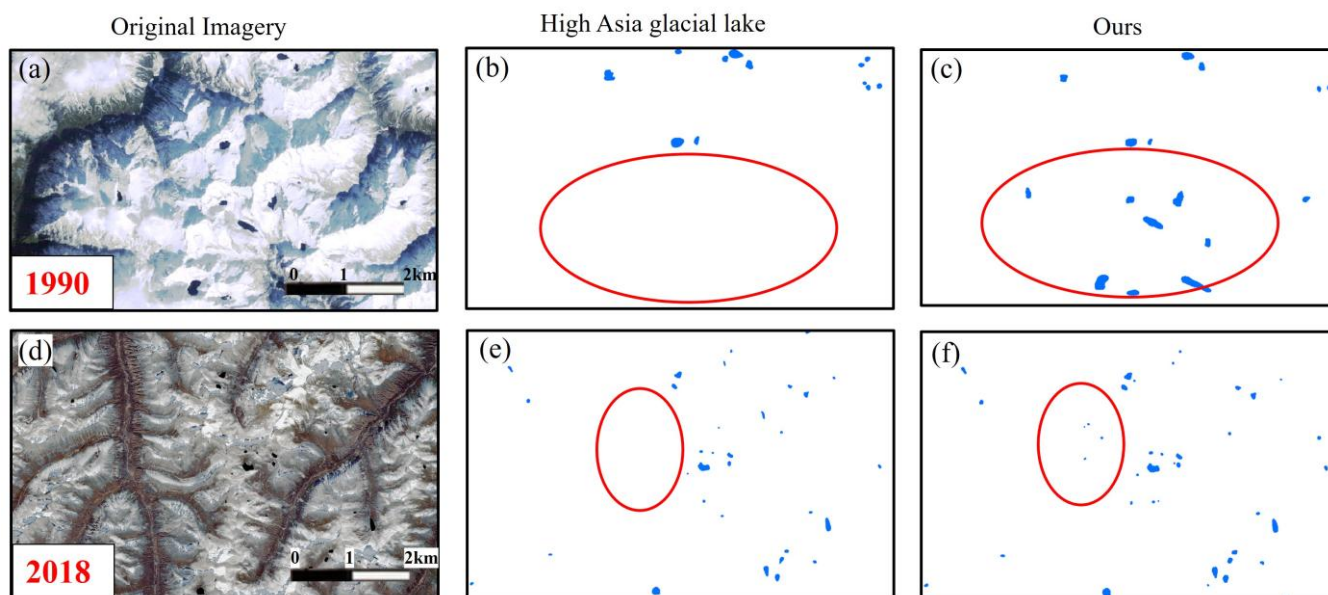 Original Imagery
High Asia glacial lake
Ours
(a)
(b)
(c)
0 1 2km
1990
(d)
(e)
(f)
0 1 2km
2018